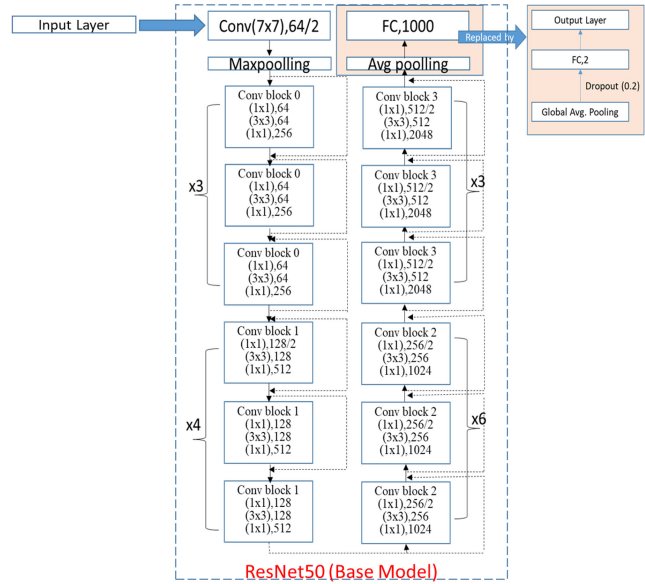 Input Layer
Conv(7x7),64/2
Maxpoolling
Conv block 0
(1x1),64
(3x3),64
(1x1),256
Conv block 0
(1x1),64
(3x3),64
(1x1),256
Conv block 0
(1x1),64
(3x3),64
(1x1),256
x3
Conv block 1
(1x1),128/2
(3x3),128
(1x1),512
Conv block 1
(1x1),128
(3x3),128
(1x1),512
Conv block 1
(1x1),128
(3x3),128
(1x1),512
x4
FC,1000
Avg poolling
Conv block 3
(1x1),512/2
(3x3),512
(1x1),2048
Conv block 3
(1x1),512/2
(3x3),512
(1x1),2048
Conv block 3
(1x1),512/2
(3x3),512
(1x1),2048
x3
Conv block 2
(1x1),256/2
(3x3),256
(1x1),1024
Conv block 2
(1x1),256/2
(3x3),256
(1x1),1024
Conv block 2
(1x1),256/2
(3x3),256
(1x1),1024
x6
ResNet50 (Base Model)
Replaced by
Output Layer
FC,2
Dropout (0.2)
Global Avg. Pooling